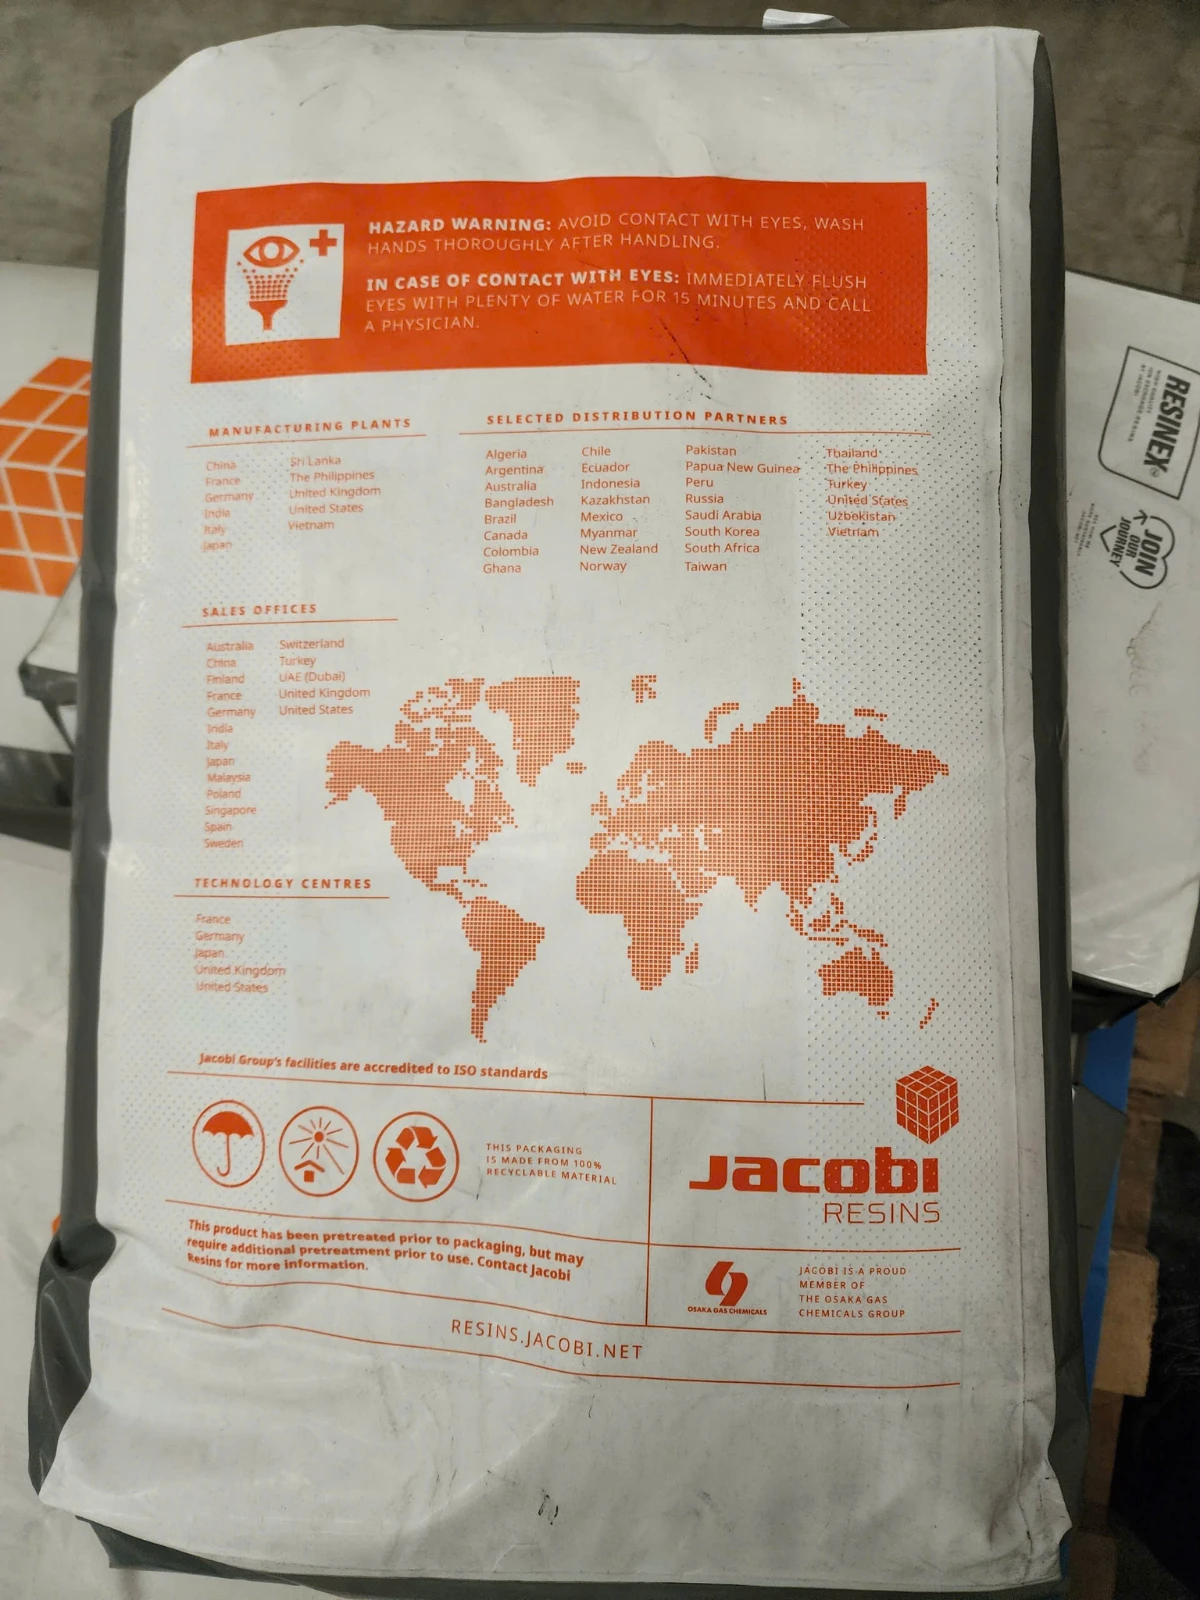 HAZARD WARNING: AVOID CONTACT WITH EYES, WASH
HANDS THOROUGHLY AFTER HANDLING.
IN CASE OF CONTACT WITH EYES: IMMEDIATELY FLUSH
EYES WITH PLENTY OF WATER FOR 15 MINUTES AND CALL
A PHYSICIAN.
MANUFACTURING PLANTS
China
France
Germany
India
Italy
Japan
Sri Lanka
The Philippines
United Kingdom
United States
Vietnam
SELECTED DISTRIBUTION PARTNERS
Algeria
Argentina
Australia
Bangladesh
Brazil
Canada
Colombia
Ghana
Chile
Ecuador
Indonesia
Kazakhstan
Mexico
Myanmar
New Zealand
Norway
Pakistan
Papua New Guinea
Peru
Russia
Saudi Arabia
South Korea
South Africa
Taiwan
Thailand
The Philippines
Turkey
United States
Uzbekistan
Vietnam
SALES OFFICES
Australia
China
Finland
France
Germany
India
Italy
Japan
Malaysia
Poland
Singapore
Spain
Sweden
Switzerland
Turkey
UAE (Dubai)
United Kingdom
United States
TECHNOLOGY CENTRES
France
Germany
Japan
United Kingdom
United States
Jacobi Group's facilities are accredited to ISO standards
THIS PACKAGING
IS MADE FROM 100%
RECYCLABLE MATERIAL
Jacobi
RESINS
This product has been pretreated prior to packaging, but may
require additional pretreatment prior to use. Contact Jacobi
Resins for more information.
OSAKA GAS CHEMICALS
JACOBI IS A PROUD
MEMBER OF
THE OSAKA GAS
CHEMICALS GROUP
RESINS.JACOBI.NET
RESINEX
JOIN
OUR
JOURNEY